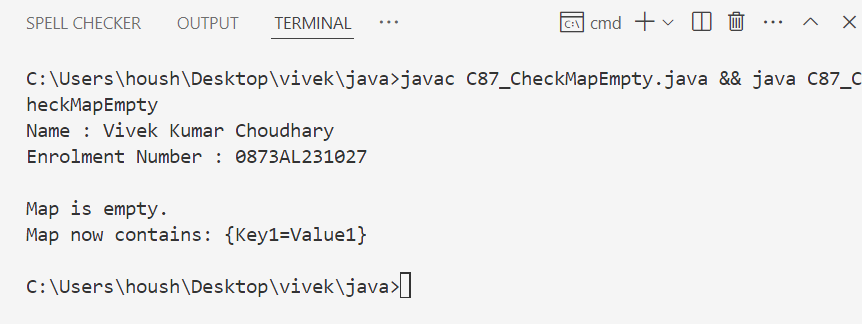 SPELL CHECKER OUTPUT TERMINAL ··· cmd
C:\Users\housh\Desktop\vivek\java>javac C87_CheckMapEmpty.java && java C87_C
heckMapEmpty
Name : Vivek Kumar Choudhary
Enrolment Number : 0873AL231027
Map is empty.
Map now contains: {Key1=Value1}
C:\Users\housh\Desktop\vivek\java>